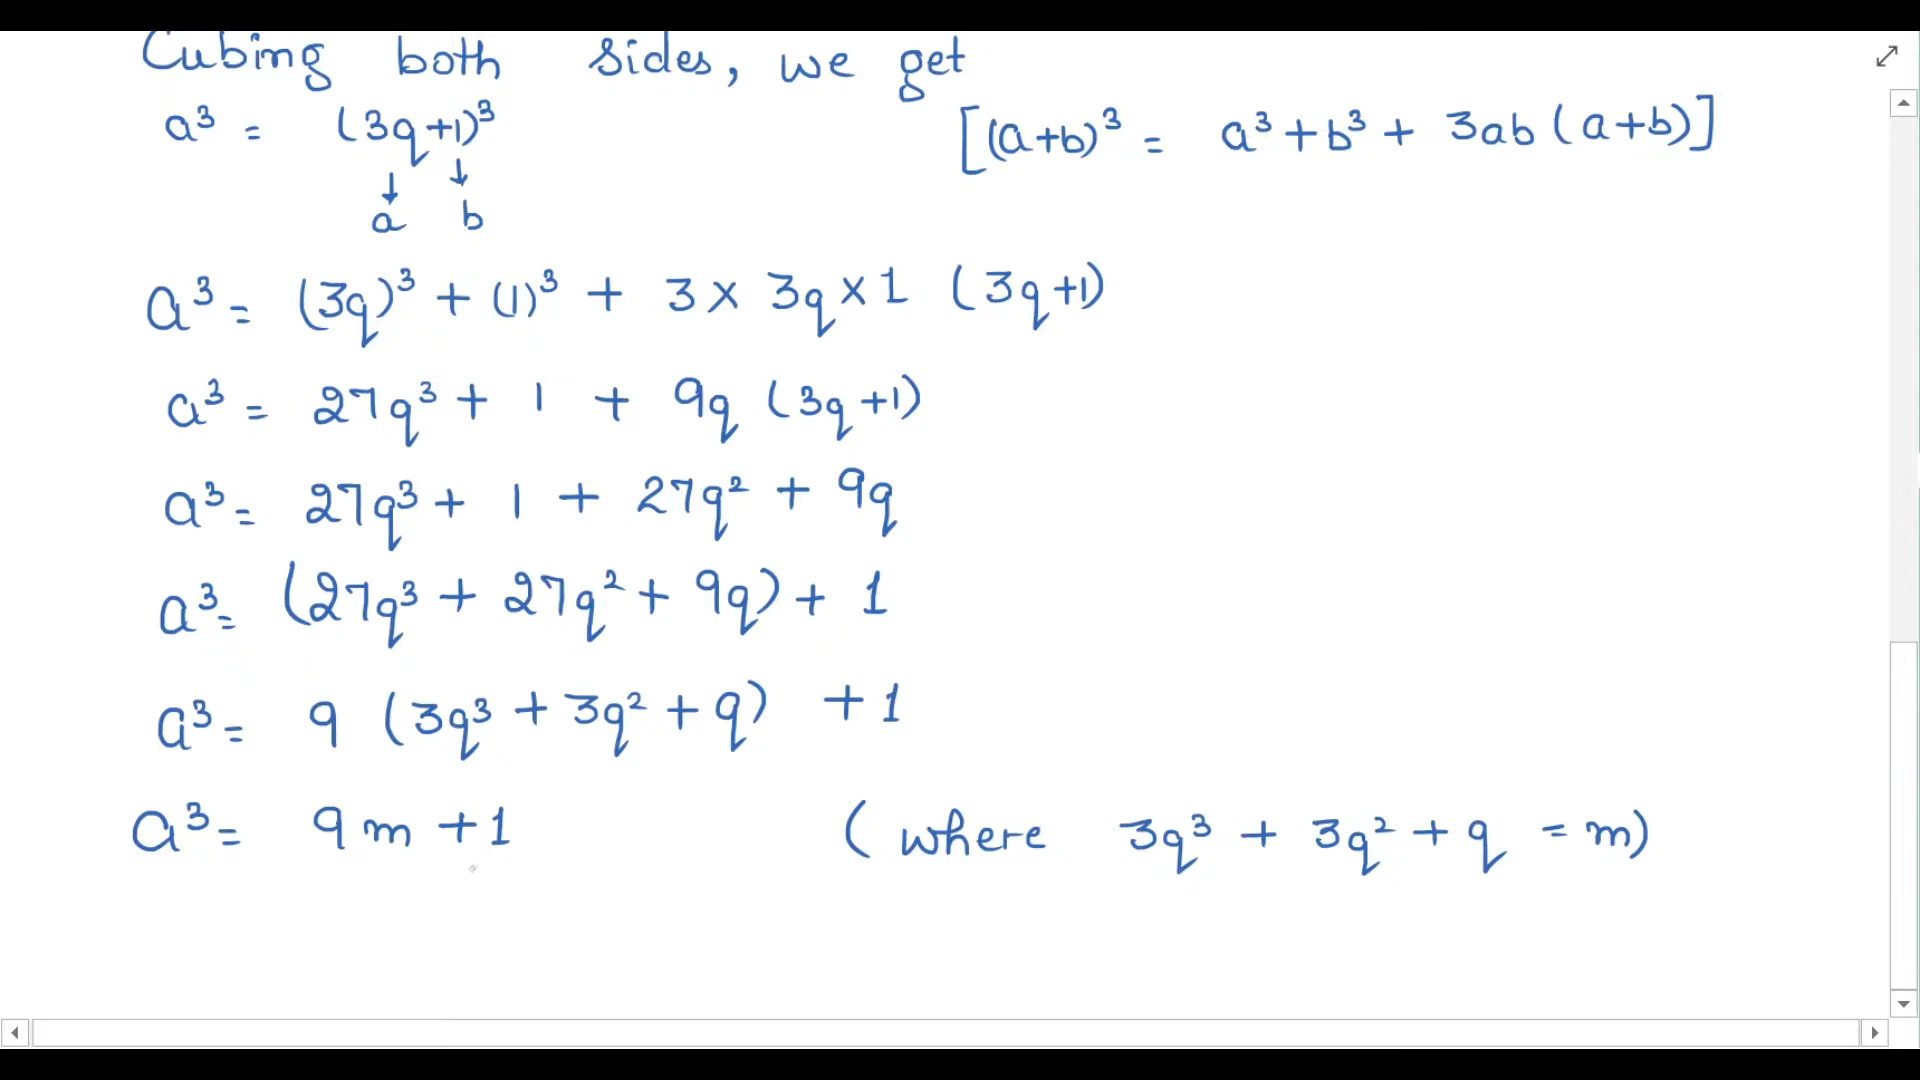 Cubing both sides, we get
a³ = (3q+1)³ [(a+b)³ = a³ + b³ + 3ab (a+b)]
↓ ↓
a b
a³ = (3q)³ + (1)³ + 3 × 3q × 1 (3q+1)
a³ = 27q³ + 1 + 9q (3q+1)
a³ = 27q³ + 1 + 27q² + 9q
a³ = (27q³ + 27q² + 9q) + 1
a³ = 9 (3q³ + 3q² + q) + 1
a³ = 9m + 1 (where 3q³ + 3q² + q = m)